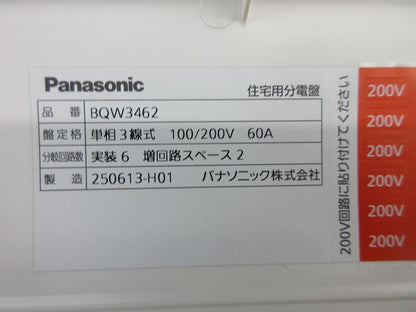 Panasonic 住宅用分電盤
品番 BQW3462
盤定格 単相3線式 100/200V 60A
分岐回路数 実装6 増回路スペース2
製造 250613-H01 パナソニック株式会社
200V回路に貼り付けてください
200V
200V
200V
200V
200V
200V